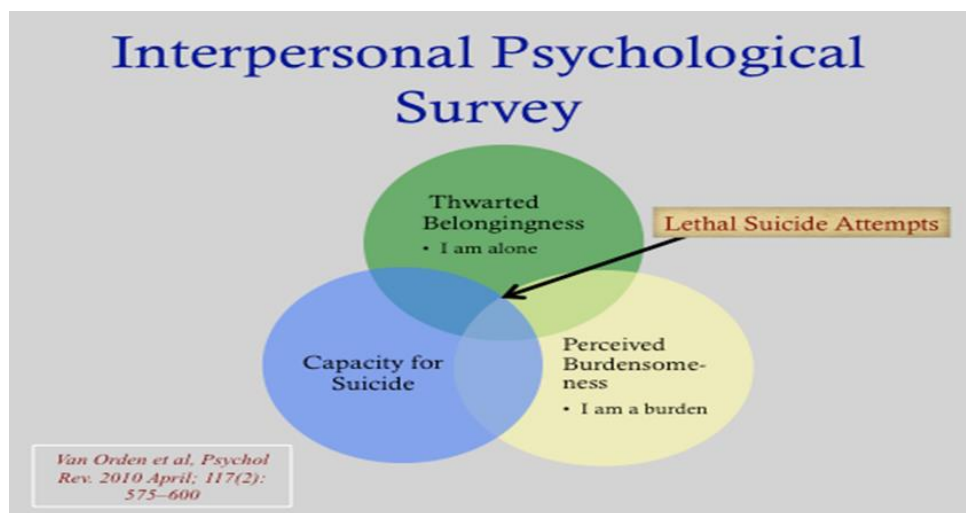 Interpersonal Psychological
Survey
Thwarted
Belongingness
• I am alone
Lethal Suicide Attempts
Capacity for
Suicide
Perceived
Burdensome-
ness
• I am a burden
Van Orden et al, Psychol
Rev. 2010 April; 117(2):
575–600